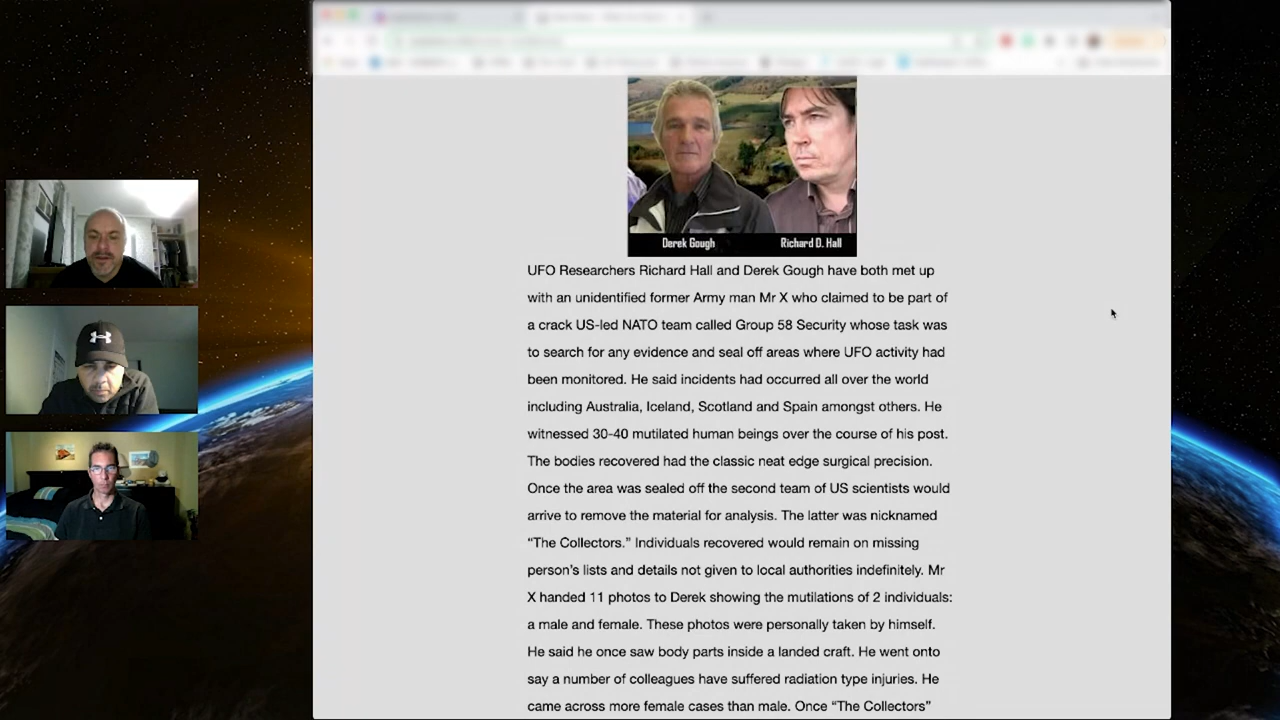 Derek Gough
Richard D. Hall
UFO Researchers Richard Hall and Derek Gough have both met up
with an unidentified former Army man Mr X who claimed to be part of
a crack US-led NATO team called Group 58 Security whose task was
to search for any evidence and seal off areas where UFO activity had
been monitored. He said incidents had occurred all over the world
including Australia, Iceland, Scotland and Spain amongst others. He
witnessed 30-40 mutilated human beings over the course of his post.
The bodies recovered had the classic neat edge surgical precision.
Once the area was sealed off the second team of US scientists would
arrive to remove the material for analysis. The latter was nicknamed
“The Collectors.” Individuals recovered would remain on missing
person’s lists and details not given to local authorities indefinitely. Mr
X handed 11 photos to Derek showing the mutilations of 2 individuals:
a male and female. These photos were personally taken by himself.
He said he once saw body parts inside a landed craft. He went onto
say a number of colleagues have suffered radiation type injuries. He
came across more female cases than male. Once “The Collectors”